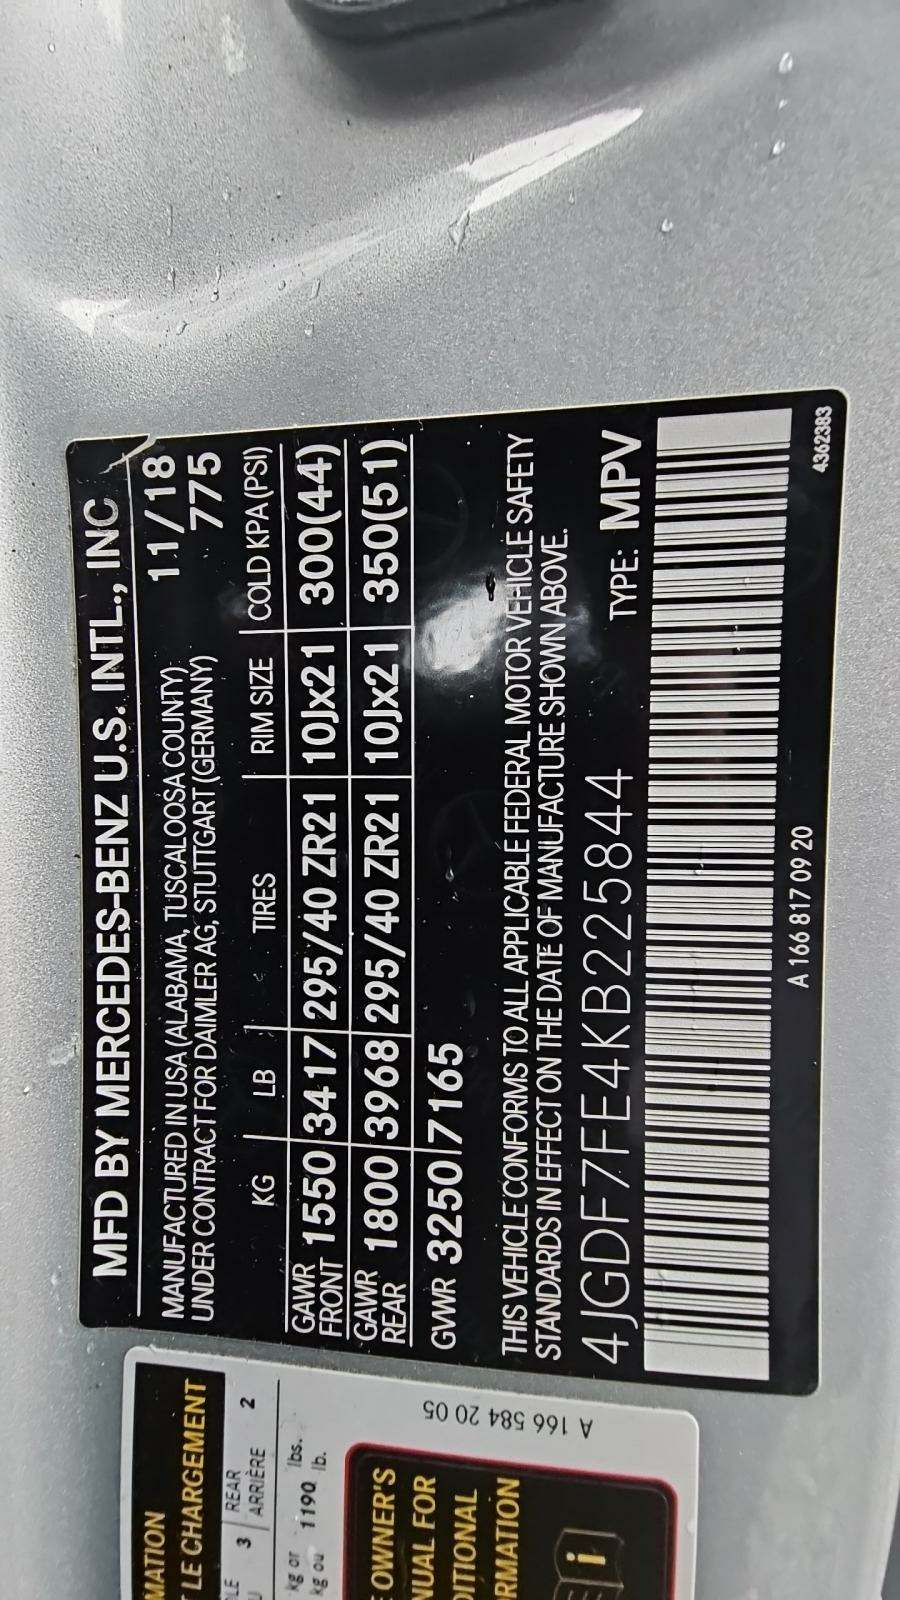 MFD BY MERCEDES-BENZ U.S. INTL., INC
MANUFACTURED IN USA (ALABAMA, TUSCALOOSA COUNTY) 11/18
UNDER CONTRACT FOR DAIMLER AG, STUTTGART (GERMANY) 775
KG LB TIRES RIM SIZE COLD KPA (PSI)
GAWR FRONT 1550 3417 295/40 ZR21 10Jx21 300(44)
GAWR REAR 1800 3968 295/40 ZR21 10Jx21 350(51)
GVWR 3250 7165
THIS VEHICLE CONFORMS TO ALL APPLICABLE FEDERAL MOTOR VEHICLE SAFETY
STANDARDS IN EFFECT ON THE DATE OF MANUFACTURE SHOWN ABOVE.
4JGDF7FE4KB225844 TYPE: MPV
A 166 817 09 20 4362383
LE CHARGEMENT
3 REAR 2
ARRIÈRE
kg or 1190 lbs.
kg ou lb.
A 166 584 20 05
OWNER'S
FOR